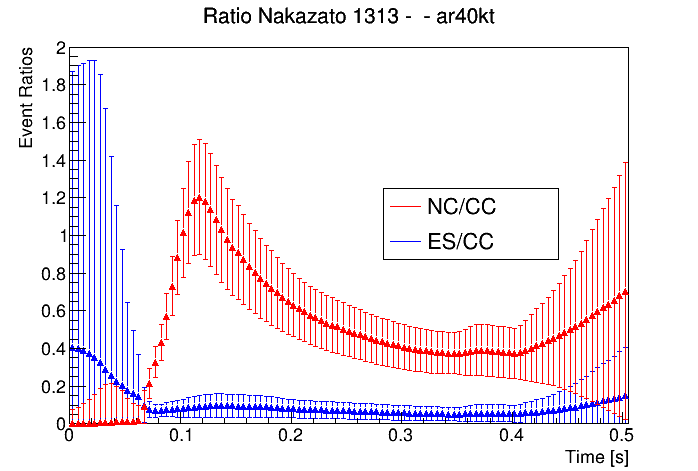 Ratio Nakazato 1313 - - ar40kt
Event Ratios
2
1.8
1.6
1.4
1.2
1
0.8
0.6
0.4
0.2
0
NC/CC
ES/CC
0 0.1 0.2 0.3 0.4 0.5
Time [s]